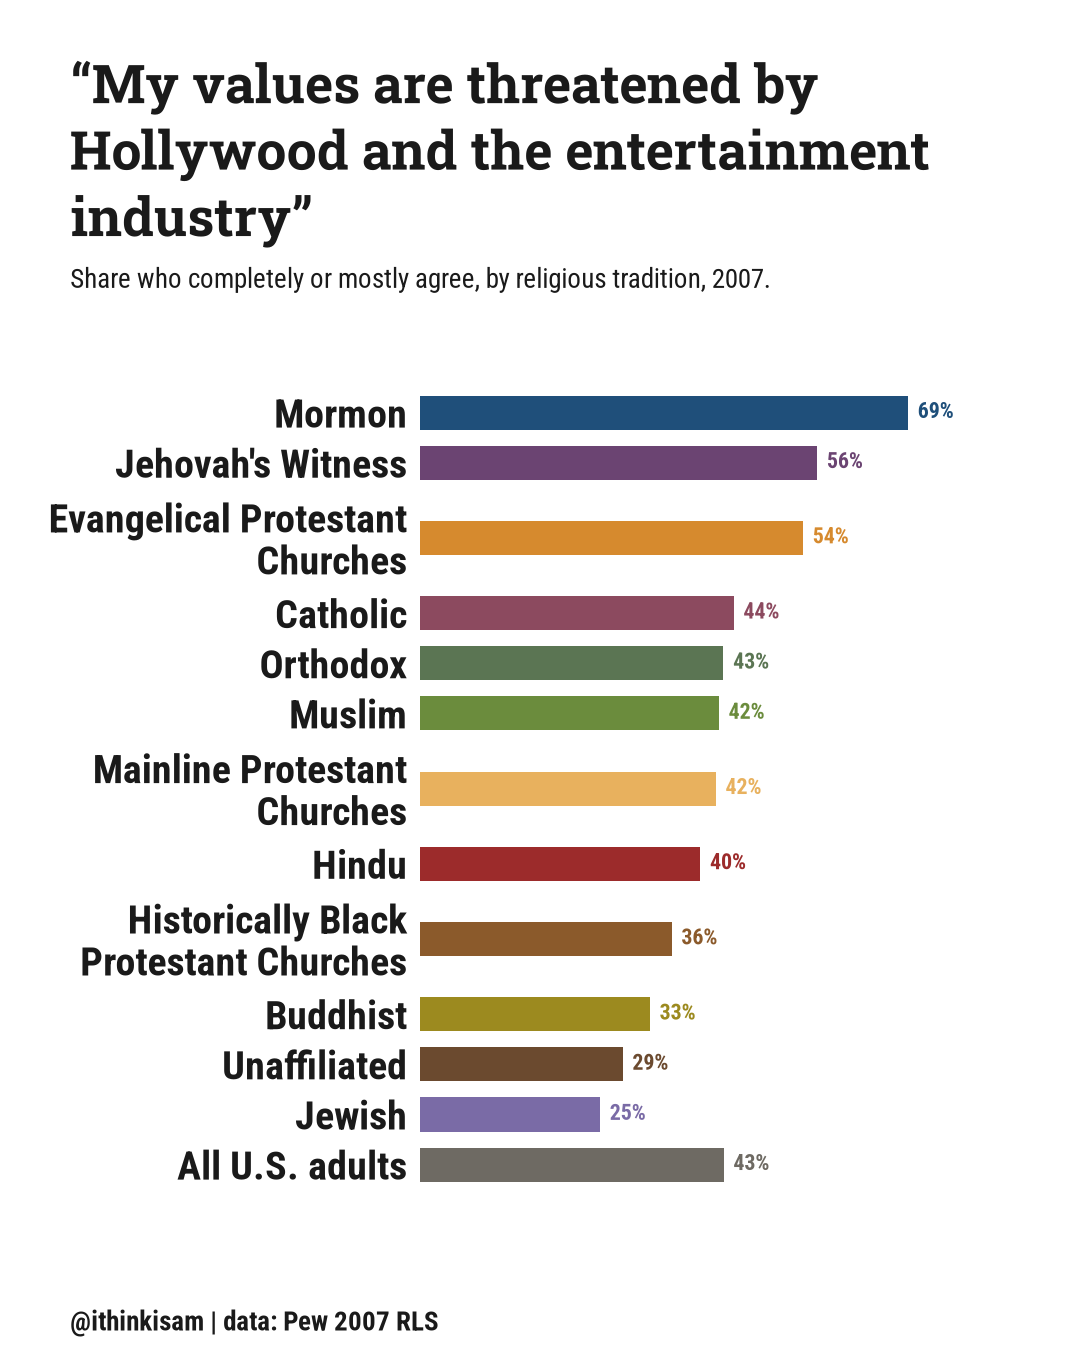 “My values are threatened by
Hollywood and the entertainment
industry”
Share who completely or mostly agree, by religious tradition, 2007.
Mormon 69%
Jehovah's Witness 56%
Evangelical Protestant
Churches 54%
Catholic 44%
Orthodox 43%
Muslim 42%
Mainline Protestant
Churches 42%
Hindu 40%
Historically Black
Protestant Churches 36%
Buddhist 33%
Unaffiliated 29%
Jewish 25%
All U.S. adults 43%
@ithinkisam | data: Pew 2007 RLS